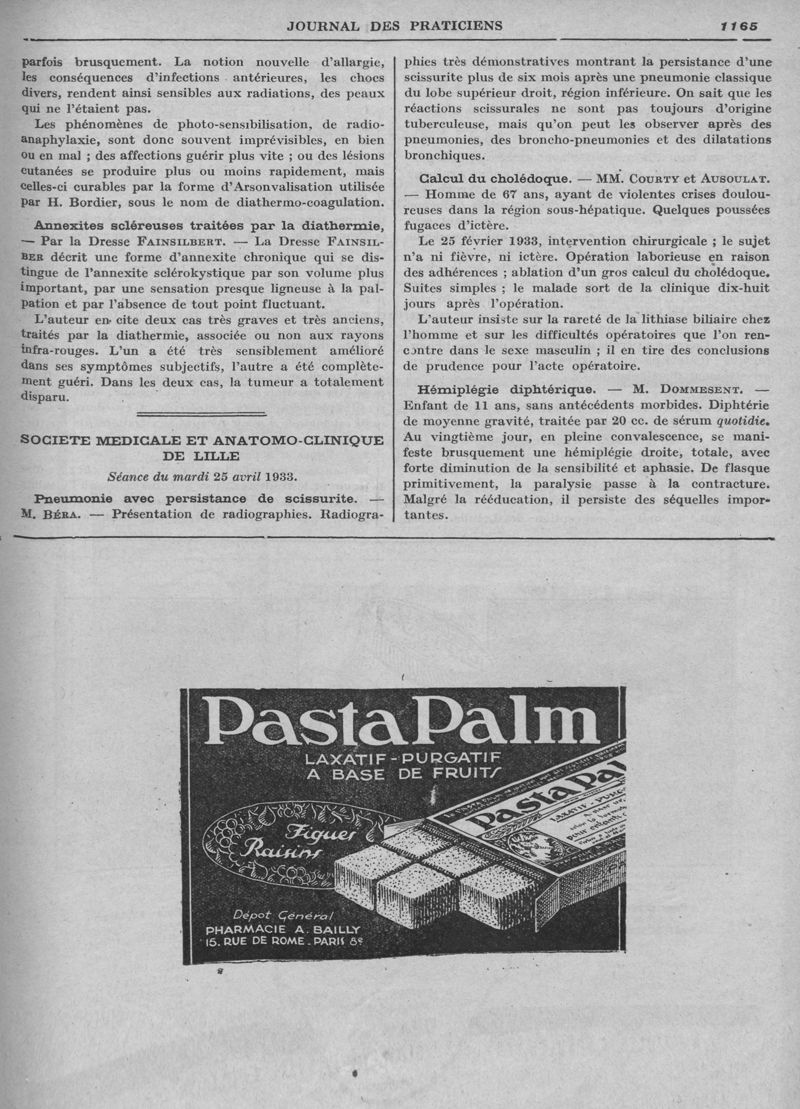 JOURNAL DES PRATICIENS 1165
parfois brusquement. La notion nouvelle d'allergie,
les conséquences d'infections antérieures, les chocs
divers, rendent ainsi sensibles aux radiations, des peaux
qui ne l'étaient pas.
Les phénomènes de photo-sensibilisation, de radio-
anaphylaxie, sont donc souvent imprévisibles, en bien
ou en mal ; des affections guérir plus vite ; ou des lésions
cutanées se produire plus ou moins rapidement, mais
celles-ci curables par la forme d'Arsonvalisation utilisée
par H. Bordier, sous le nom de diathermo-coagulation.
Annexites scléreuses traitées par la diathermie,
— Par la Dresse FAINSILBERT. — La Dresse FAINSIL-
BER décrit une forme d'annexite chronique qui se dis-
tingue de l'annexite sclérokystique par son volume plus
important, par une sensation presque ligneuse à la pal-
pation et par l'absence de tout point fluctuant.
L'auteur en cite deux cas très graves et très anciens,
traités par la diathermie, associée ou non aux rayons
infra-rouges. L'un a été très sensiblement amélioré
dans ses symptômes subjectifs, l'autre a été complète-
ment guéri. Dans les deux cas, la tumeur a totalement
disparu.
SOCIETE MEDICALE ET ANATOMO-CLINIQUE
DE LILLE
Séance du mardi 25 avril 1933.
Pneumonie avec persistance de scissurite. —
M. BÉRA. — Présentation de radiographies. Radiogra-
phies très démonstratives montrant la persistance d'une
scissurite plus de six mois après une pneumonie classique
du lobe supérieur droit, région inférieure. On sait que les
réactions scissurales ne sont pas toujours d'origine
tuberculeuse, mais qu'on peut les observer après des
pneumonies, des broncho-pneumonies et des dilatations
bronchiques.
Calcul du cholédoque. — MM. COURTY et AUSOULAT.
— Homme de 67 ans, ayant de violentes crises doulou-
reuses dans la région sous-hépatique. Quelques poussées
fugaces d'ictère.
Le 25 février 1933, intervention chirurgicale ; le sujet
n'a ni fièvre, ni ictère. Opération laborieuse en raison
des adhérences ; ablation d'un gros calcul du cholédoque.
Suites simples ; le malade sort de la clinique dix-huit
jours après l'opération.
L'auteur insiste sur la rareté de la lithiase biliaire chez
l'homme et sur les difficultés opératoires que l'on ren-
contre dans le sexe masculin ; il en tire des conclusions
de prudence pour l'acte opératoire.
Hémiplégie diphtérique. — M. DOMMESENT. —
Enfant de 11 ans, sans antécédents morbides. Diphtérie
de moyenne gravité, traitée par 20 cc. de sérum quotidie.
Au vingtième jour, en pleine convalescence, se mani-
feste brusquement une hémiplégie droite, totale, avec
forte diminution de la sensibilité et aphasie. De flasque
primitivement, la paralysie passe à la contracture.
Malgré la rééducation, il persiste des séquelles impor-
tantes.
PastaPalm
LAXATIF-PURGATIF
A BASE DE FRUITS
Figues
Raisins
Pasta Pal
LAXATIF - PURG
Dépot Général
PHARMACIE A. BAILLY
15. RUE DE ROME. PARIS 8e